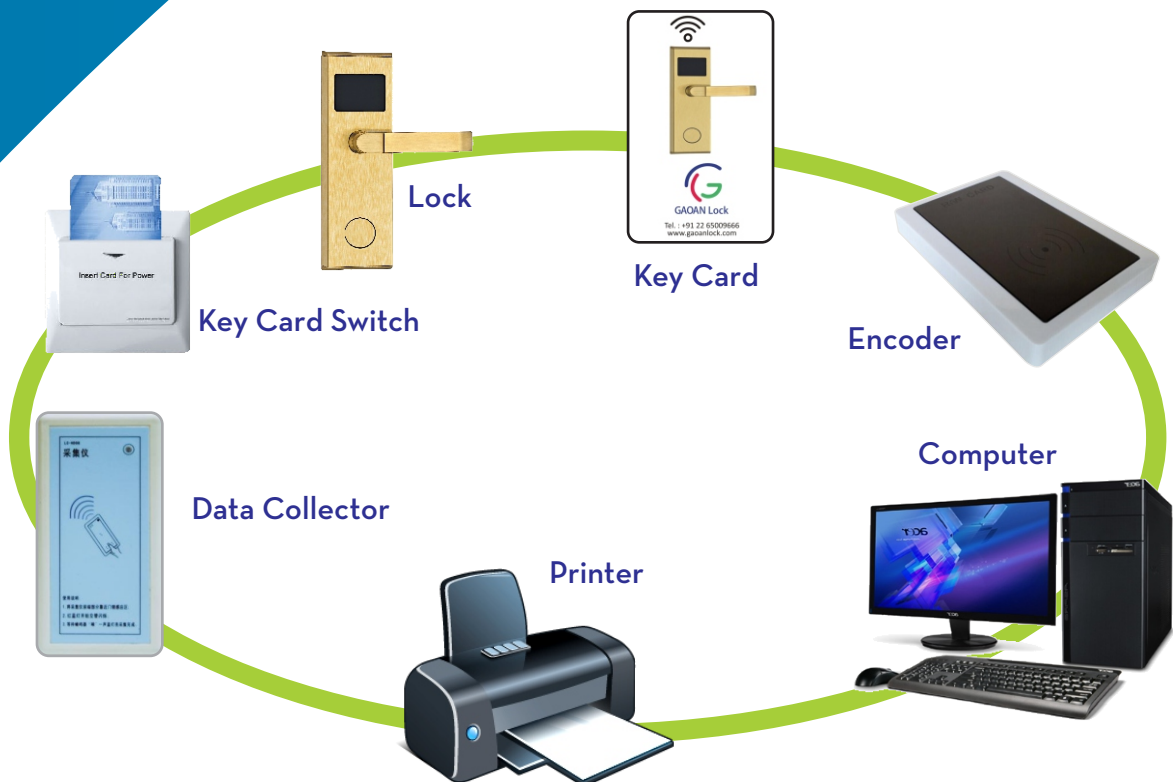 GAOAN Lock
Tel. : +91 22 65009666
www.gaoanlock.com
Lock
Key Card
Insert Card For Power
Key Card Switch
Encoder
采集仪
Data Collector
Computer
acer
Printer